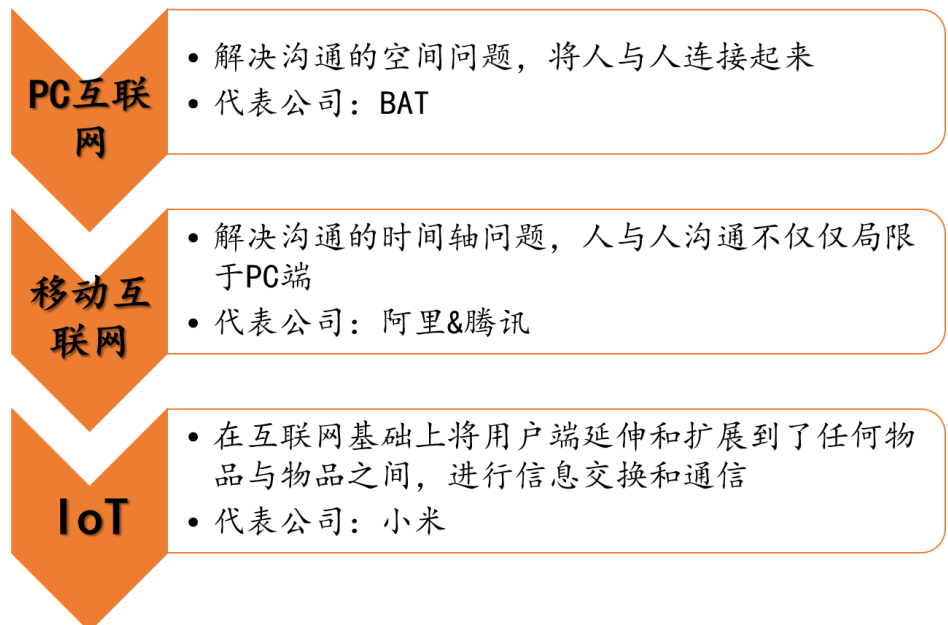 PC互联
网
• 解决沟通的空间问题，将人与人连接起来
• 代表公司：BAT
移动互
联网
• 解决沟通的时间轴问题，人与人沟通不仅仅局限
于PC端
• 代表公司：阿里&腾讯
IoT
• 在互联网基础上将用户端延伸和扩展到了任何物
品与物品之间，进行信息交换和通信
• 代表公司：小米